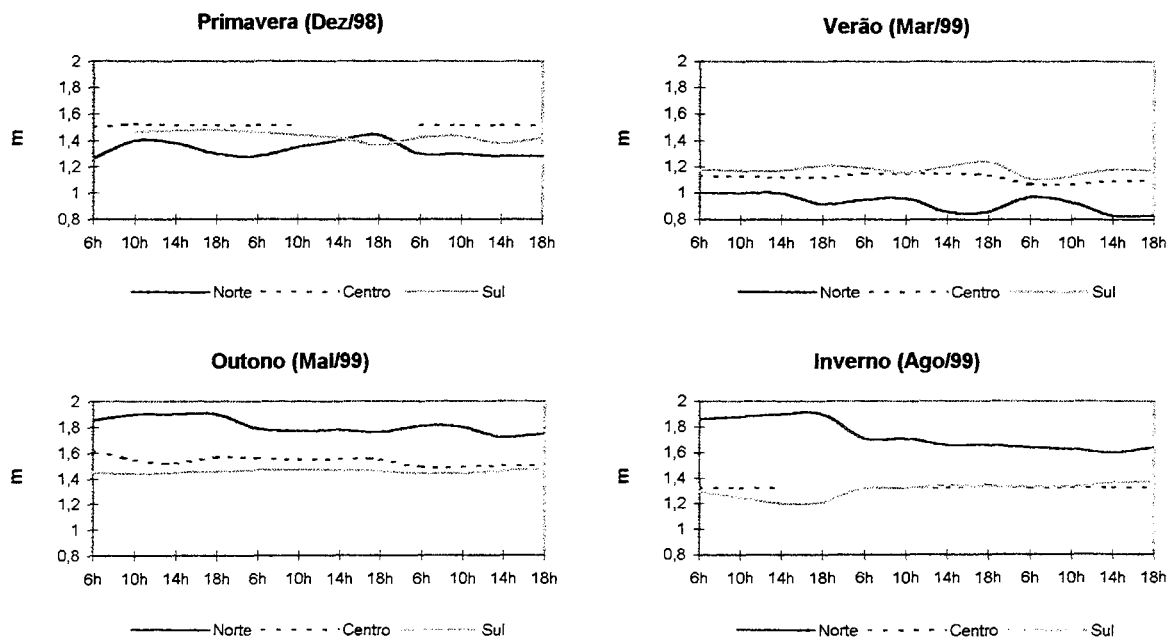 Primavera (Dez/98)
2
1,8
1,6
1,4
1,2
1
0,8
m
6h 10h 14h 18h 6h 10h 14h 18h 6h 10h 14h 18h
Norte Centro Sul
Verão (Mar/99)
2
1,8
1,6
1,4
1,2
1
0,8
m
6h 10h 14h 18h 6h 10h 14h 18h 6h 10h 14h 18h
Norte Centro Sul
Outono (Mai/99)
2
1,8
1,6
1,4
1,2
1
0,8
m
6h 10h 14h 18h 6h 10h 14h 18h 6h 10h 14h 18h
Norte Centro Sul
Inverno (Ago/99)
2
1,8
1,6
1,4
1,2
1
0,8
m
6h 10h 14h 18h 6h 10h 14h 18h 6h 10h 14h 18h
Norte Centro Sul